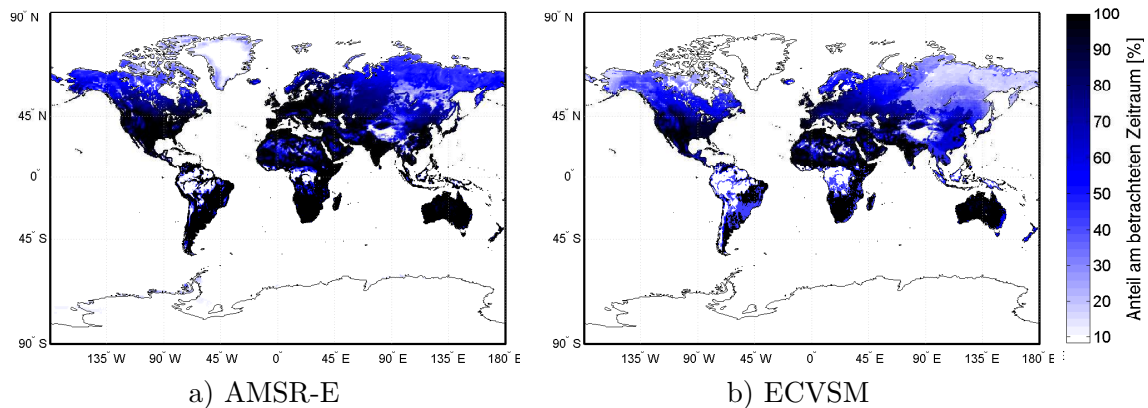 90° N
45° N
0°
45° S
90° S
135° W
90° W
45° W
0°
45° E
90° E
135° E
180° E
a) AMSR-E
90° N
45° N
0°
45° S
90° S
135° W
90° W
45° W
0°
45° E
90° E
135° E
180° E
b) ECVSM
100
90
80
70
60
50
40
30
20
10
Anteil am betrachteten Zeitraum [%]